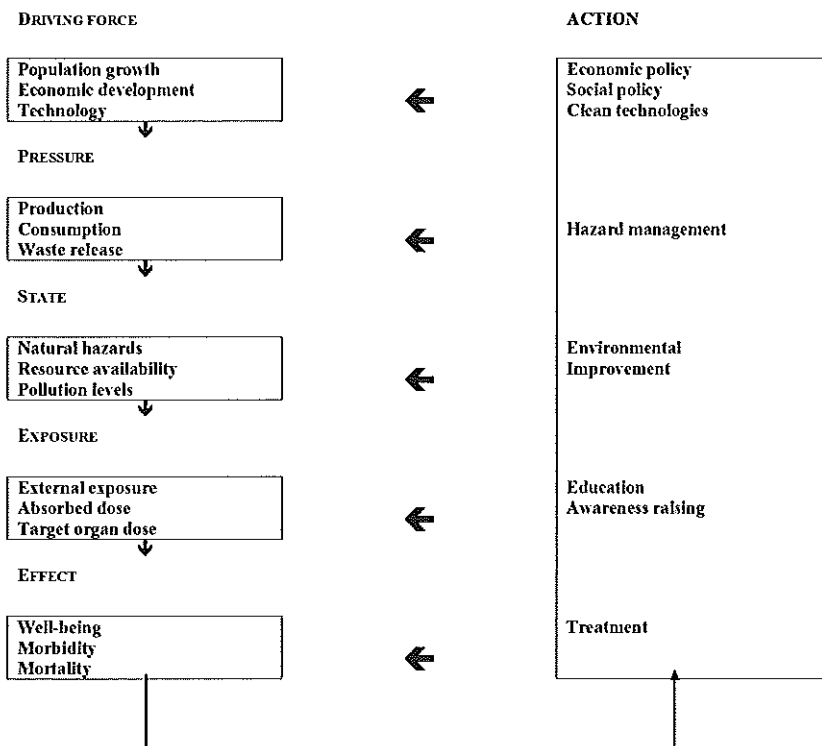 DRIVING FORCE
ACTION
Population growth
Economic development
Technology
Economic policy
Social policy
Clean technologies
PRESSURE
Production
Consumption
Waste release
Hazard management
STATE
Natural hazards
Resource availability
Pollution levels
Environmental
Improvement
EXPOSURE
External exposure
Absorbed dose
Target organ dose
Education
Awareness raising
EFFECT
Well-being
Morbidity
Mortality
Treatment